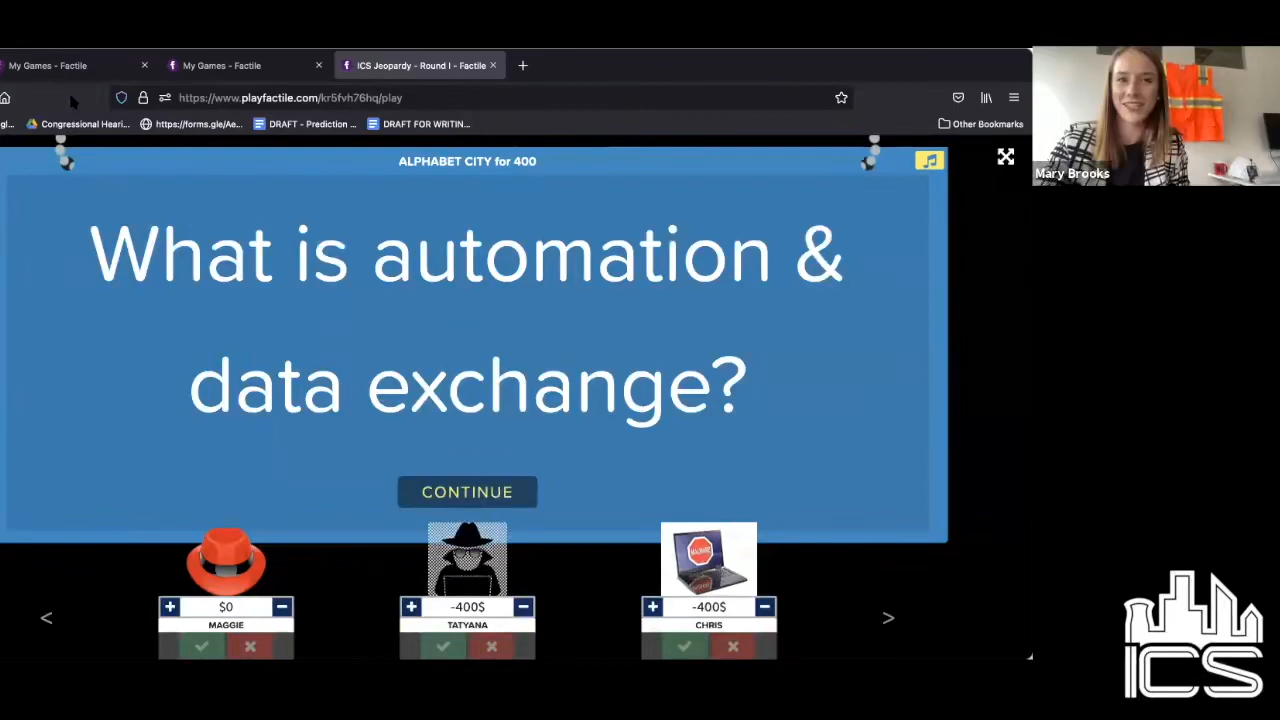 My Games - Factile
My Games - Factile
ICS Jeopardy - Round I - Factile
https://www.playfactile.com/kr5fvh76hq/play
gl...
Congressional Heari...
https://forms.gle/Ae...
DRAFT - Prediction ...
DRAFT FOR WRITIN...
Other Bookmarks
Mary Brooks
ALPHABET CITY for 400
What is automation &
data exchange?
CONTINUE
MALWARE
$0
-400$
-400$
MAGGIE
TATYANA
CHRIS
ICS